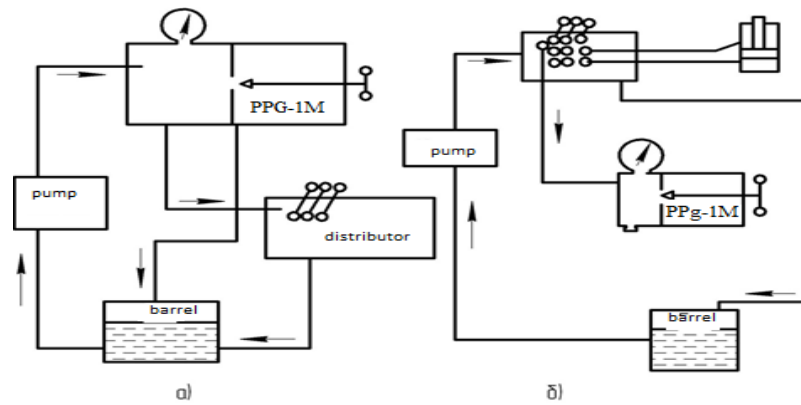 PPG-1M
pump
distributor
barrel
а)
pump
PPg-1M
barrel
б)